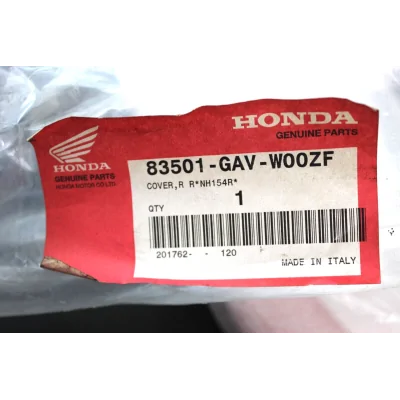 HONDA
GENUINE PARTS
HONDA
GENUINE PARTS
HONDA MOTOR CO.LTD.
83501-GAV-W00ZF
COVER,R R*NH154R*
QTY
1
201762- - 120
MADE IN ITALY